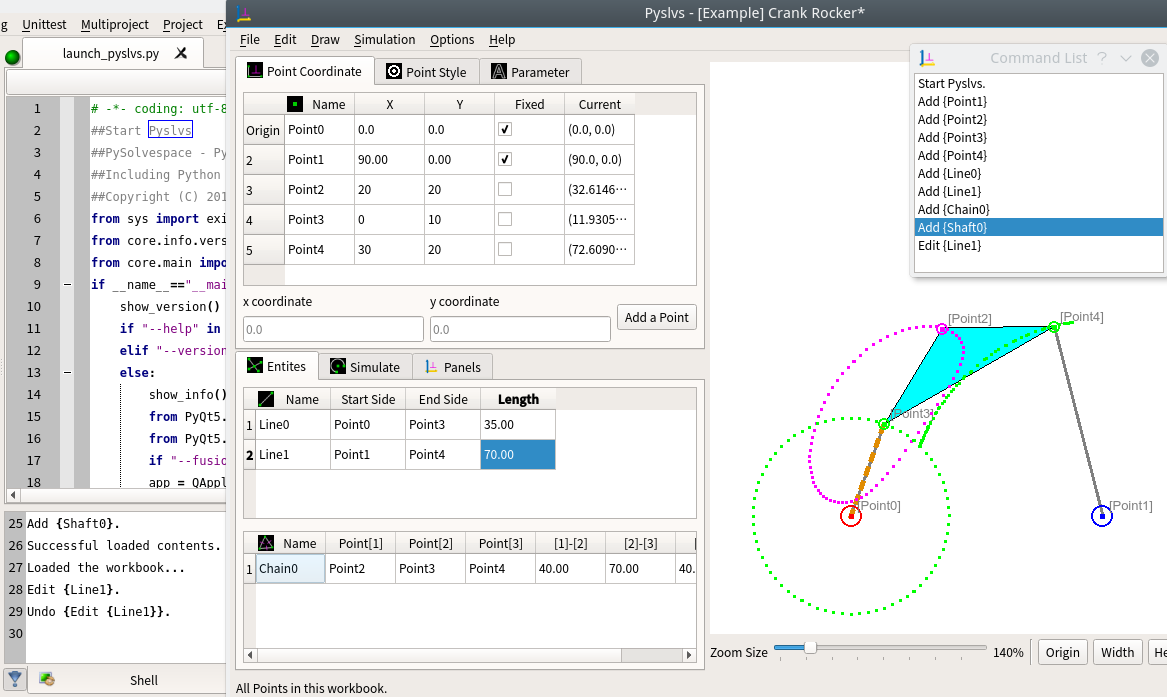 g Unittest Multiproject Project E
launch_pyslvs.py
1 # -*- coding: utf-8
2 ##Start Pyslvs
3 ##PySolvespace - Py
4 ##Including Python
5 ##Copyright (C) 201
6 from sys import exi
7 from core.info.vers
8 from core.main impo
9 if __name__=="__mai
10 show_version()
11 if "--help" in
12 elif "--version
13 else:
14 show_info()
15 from PyQt5.
16 from PyQt5.
17 if "--fusio
18 app = QAppl
25 Add {Shaft0}.
26 Successful loaded contents.
27 Loaded the workbook...
28 Edit {Line1}.
29 Undo {Edit {Line1}}.
30
Shell
Pyslvs - [Example] Crank Rocker*
File Edit Draw Simulation Options Help
Point Coordinate Point Style Parameter
Name X Y Fixed Current
Origin Point0 0.0 0.0 (0.0, 0.0)
2 Point1 90.00 0.00 (90.0, 0.0)
3 Point2 20 20 (32.6146⋯
4 Point3 0 10 (11.9305⋯
5 Point4 30 20 (72.6090⋯
x coordinate y coordinate
0.0 0.0 Add a Point
Entites Simulate Panels
Name Start Side End Side Length
1 Line0 Point0 Point3 35.00
2 Line1 Point1 Point4 70.00
Name Point[1] Point[2] Point[3] [1]-[2] [2]-[3] [
1 Chain0 Point2 Point3 Point4 40.00 70.00 40.
All Points in this workbook.
Command List ?
Start Pyslvs.
Add {Point1}
Add {Point2}
Add {Point3}
Add {Point4}
Add {Line0}
Add {Line1}
Add {Chain0}
Add {Shaft0}
Edit {Line1}
[Point2]
[Point4]
[Point3]
[Point0]
[Point1]
Zoom Size 140% Origin Width He